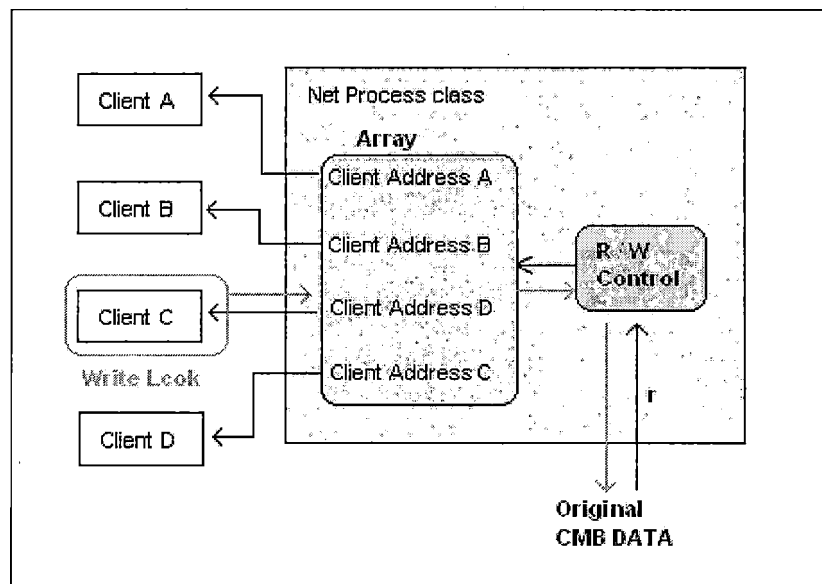 Client A
Client B
Client C
Write Lcok
Client D
Net Process class
Array
Client Address A
Client Address B
Client Address D
Client Address C
R/W
Control
r
Original
CMB DATA